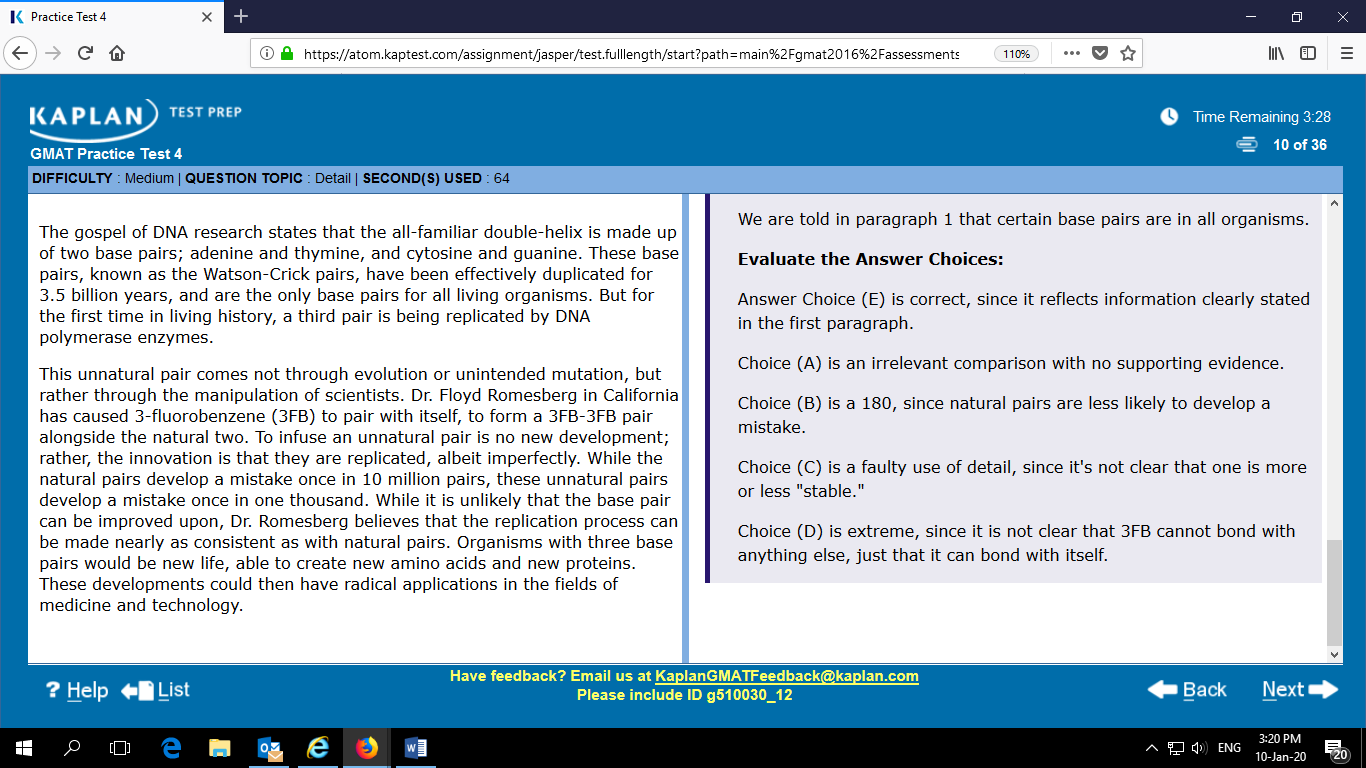 Practice Test 4
https://atom.kaptest.com/assignment/jasper/test.fulllength/start?path=main%2Fgmat2016%2Fassessments
110%
KAPLAN TEST PREP
Time Remaining 3:28
GMAT Practice Test 4
10 of 36
DIFFICULTY : Medium | QUESTION TOPIC : Detail | SECOND(S) USED : 64
The gospel of DNA research states that the all-familiar double-helix is made up
of two base pairs; adenine and thymine, and cytosine and guanine. These base
pairs, known as the Watson-Crick pairs, have been effectively duplicated for
3.5 billion years, and are the only base pairs for all living organisms. But for
the first time in living history, a third pair is being replicated by DNA
polymerase enzymes.
This unnatural pair comes not through evolution or unintended mutation, but
rather through the manipulation of scientists. Dr. Floyd Romesberg in California
has caused 3-fluorobenzene (3FB) to pair with itself, to form a 3FB-3FB pair
alongside the natural two. To infuse an unnatural pair is no new development;
rather, the innovation is that they are replicated, albeit imperfectly. While the
natural pairs develop a mistake once in 10 million pairs, these unnatural pairs
develop a mistake once in one thousand. While it is unlikely that the base pair
can be improved upon, Dr. Romesberg believes that the replication process can
be made nearly as consistent as with natural pairs. Organisms with three base
pairs would be new life, able to create new amino acids and new proteins.
These developments could then have radical applications in the fields of
medicine and technology.
We are told in paragraph 1 that certain base pairs are in all organisms.
Evaluate the Answer Choices:
Answer Choice (E) is correct, since it reflects information clearly stated
in the first paragraph.
Choice (A) is an irrelevant comparison with no supporting evidence.
Choice (B) is a 180, since natural pairs are less likely to develop a
mistake.
Choice (C) is a faulty use of detail, since it's not clear that one is more
or less "stable."
Choice (D) is extreme, since it is not clear that 3FB cannot bond with
anything else, just that it can bond with itself.
Have feedback? Email us at KaplanGMATFeedback@kaplan.com
Please include ID g510030_12
? Help List
Back Next
ENG
3:20 PM
10-Jan-20
20